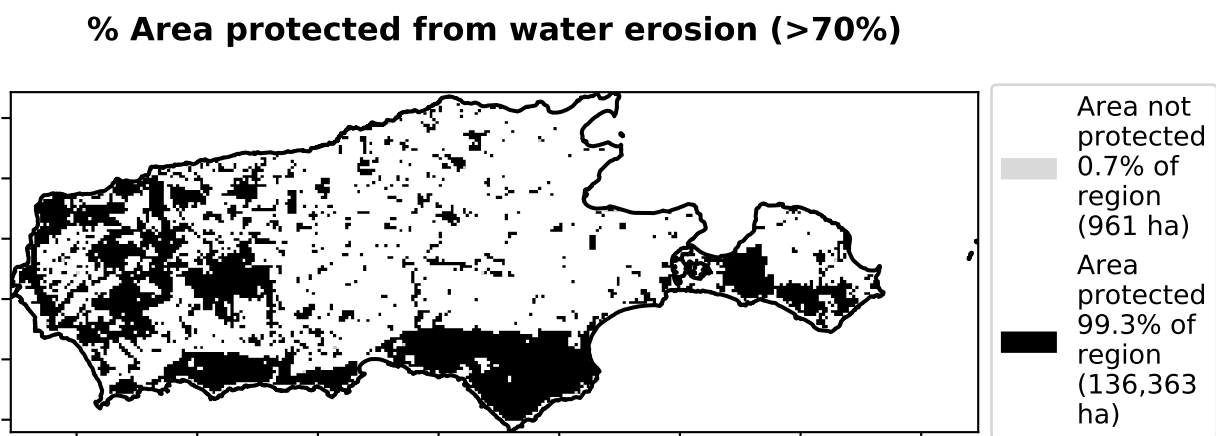 % Area protected from water erosion (>70%)
Area not
protected
0.7% of
region
(961 ha)
Area
protected
99.3% of
region
(136,363
ha)